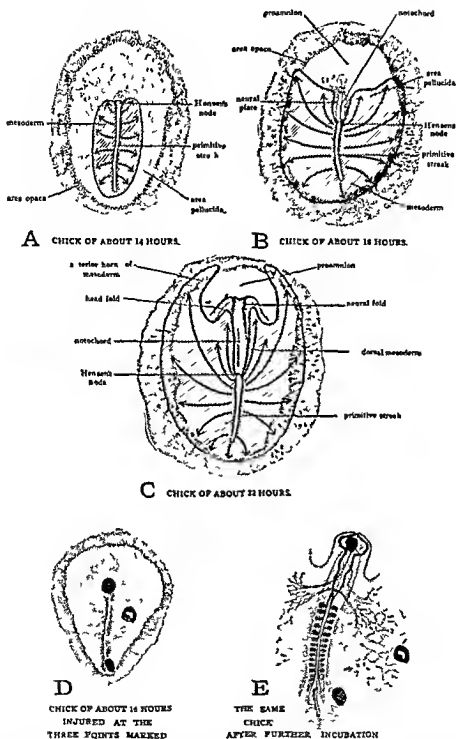 proamnion
notochord
area opaca
area
pellucida
neural
plate
Hensen's
node
primitive
streak
mesoderm
Hensen's
node
mesoderm
primitive
area opaca
area
pellucida.
A CHICK OF ABOUT 14 HOURS.
B CHICK OF ABOUT 18 HOURS.
horn of
mesoderm
proamnion
head fold
neural fold
notochord
dorsal mesoderm
Hensen's
node
primitive streak
C CHICK OF ABOUT 22 HOURS.
D
CHICK OF ABOUT 16 HOURS
INJURED AT THE
THREE POINTS MARKED
E
THE SAME
CHICK
AFTER FURTHER INCUBATION